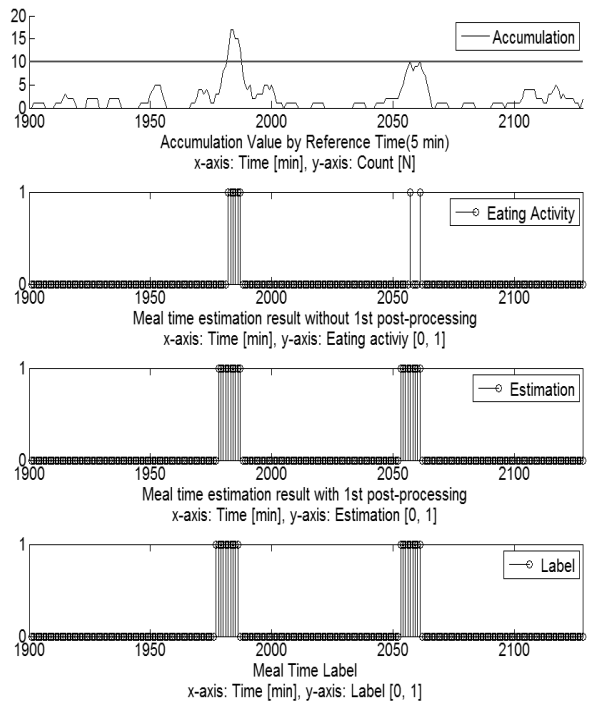 20
15
10
5
0
Accumulation
1900 1950 2000 2050 2100
Accumulation Value by Reference Time(5 min)
x-axis: Time [min], y-axis: Count [N]
1
Eating Activity
0
1900 1950 2000 2050 2100
Meal time estimation result without 1st post-processing
x-axis: Time [min], y-axis: Eating activiy [0, 1]
1
Estimation
0
1900 1950 2000 2050 2100
Meal time estimation result with 1st post-processing
x-axis: Time [min], y-axis: Estimation [0, 1]
1
Label
0
1900 1950 2000 2050 2100
Meal Time Label
x-axis: Time [min], y-axis: Label [0, 1]